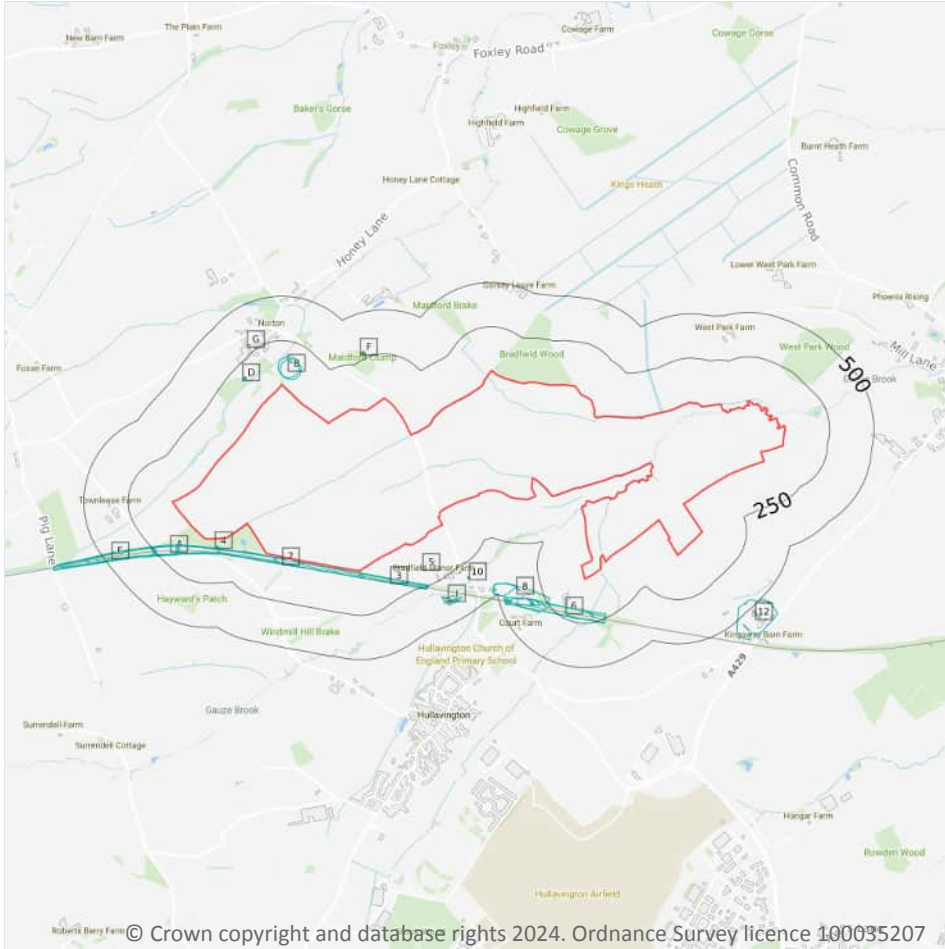 The Plain Farm
New Barn Farm
Cowage Farm
Cowage Gorse
Foxley
Foxley Road
Baker's Gorse
Highfield Farm
Highfield Farm
Cowage Grove
Burnt Heath Farm
Honey Lane Cottage
Kings Heath
Common Road
Honey Lane
Lower West Park Farm
Gorsey Leaze Farm
Phoenix Rising
Maidford Brake
Norton
West Park Farm
G
F
Maidford Clump
Bradfield Wood
West Park Wood
Mill Lane
Fosse Farm
D
B
500
Brook
Townlease Farm
250
Pig Lane
E
A
4
2
5
3
Bradfield Manor Farm
10
I
8
6
12
Hayward's Patch
Court Farm
Windmill Hill Brake
Kingsway Barn Farm
Hullavington Church of
England Primary School
A429
Gauze Brook
Hullavington
Surrendell Farm
Surrendell Cottage
Hangar Farm
Rowden Wood
Hullavington Airfield
Roberts Barry Farm
© Crown copyright and database rights 2024. Ordnance Survey licence 100035207